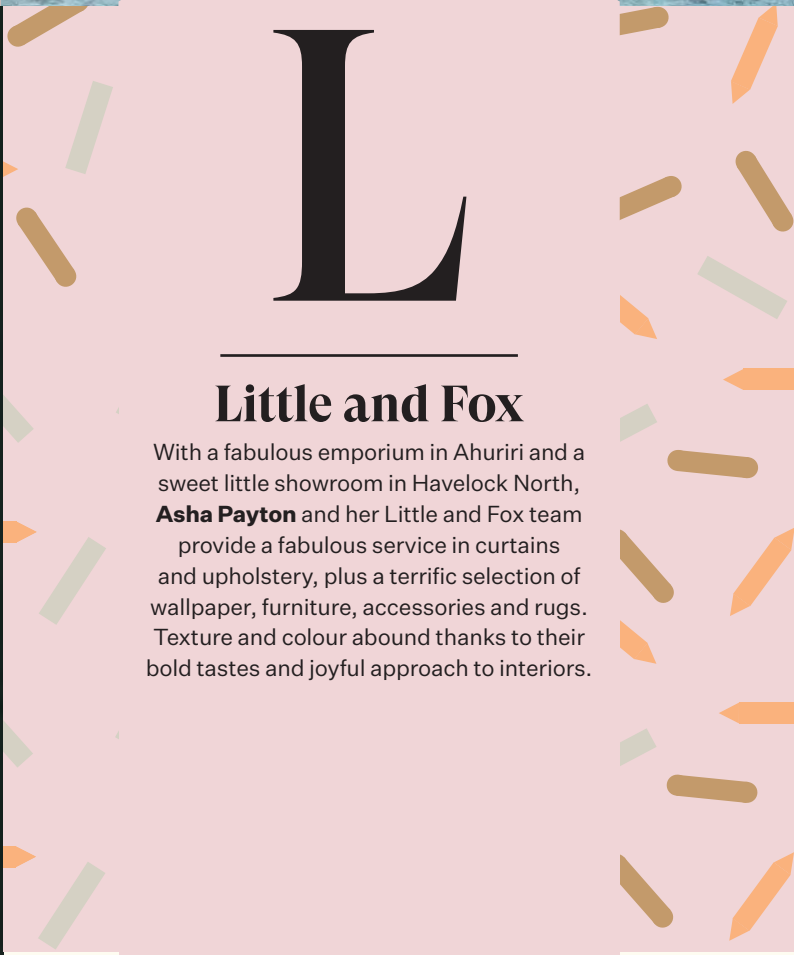 L
Little and Fox
With a fabulous emporium in Ahuriri and a
sweet little showroom in Havelock North,
Asha Payton and her Little and Fox team
provide a fabulous service in curtains
and upholstery, plus a terrific selection of
wallpaper, furniture, accessories and rugs.
Texture and colour abound thanks to their
bold tastes and joyful approach to interiors.